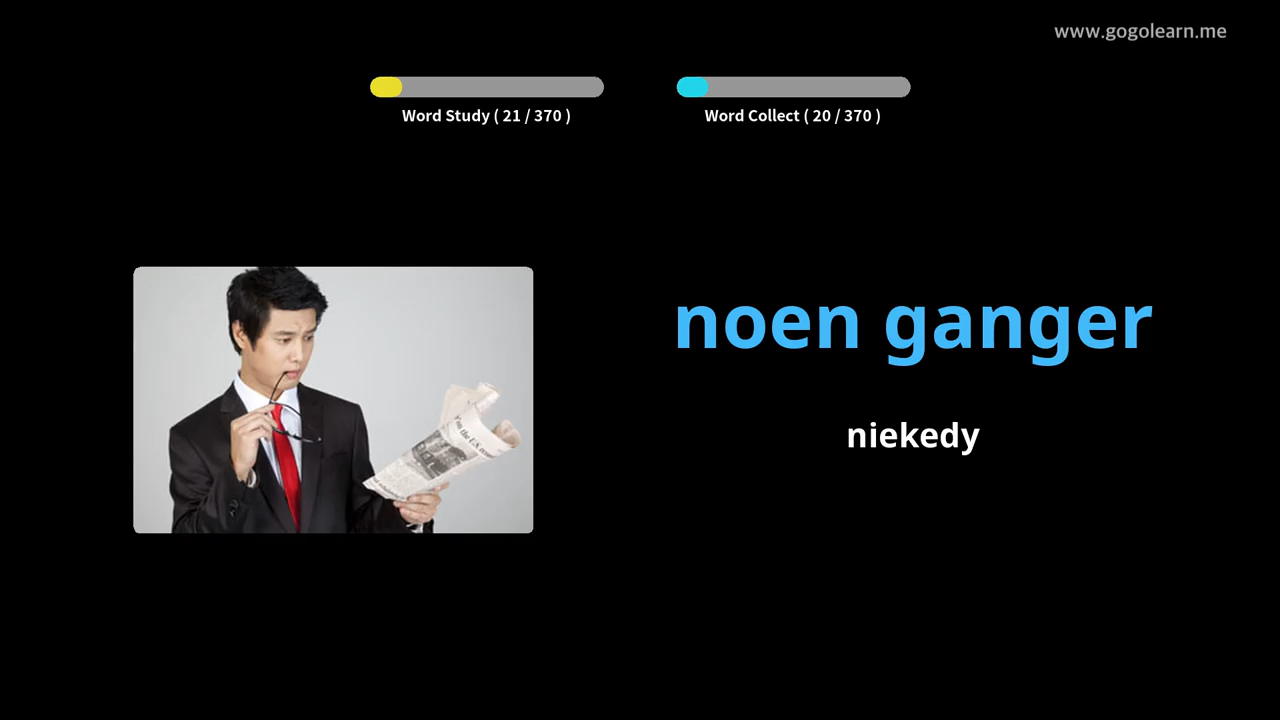 www.gogolearn.me
Word Study ( 21 / 370 )
Word Collect ( 20 / 370 )
noen ganger
niekedy